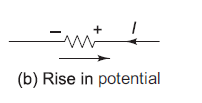 − + I
(b) Rise in potential